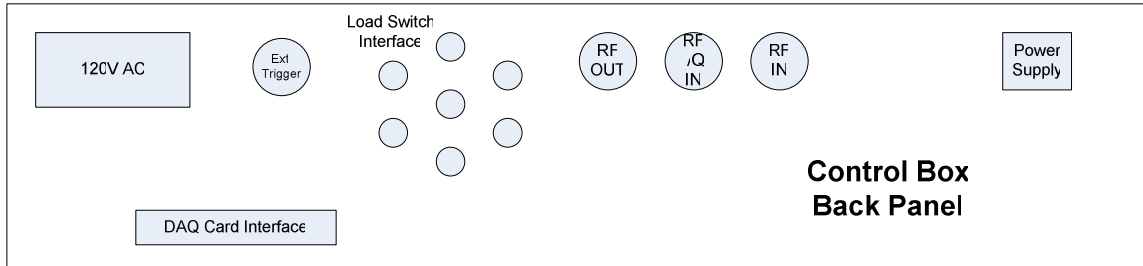 120V AC
Ext
Trigger
Load Switch
Interface
RF
OUT
RF
I/Q
IN
RF
IN
Power
Supply
Control Box
Back Panel
DAQ Card Interface